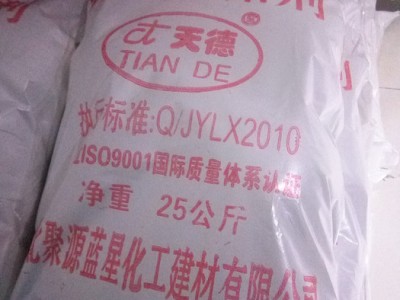 剂
天德®
TIAN DE
执行标准:Q/JYLX2010
ISO9001国际质量体系认证
净重 25公斤
聚源蓝星化工建材有限公司